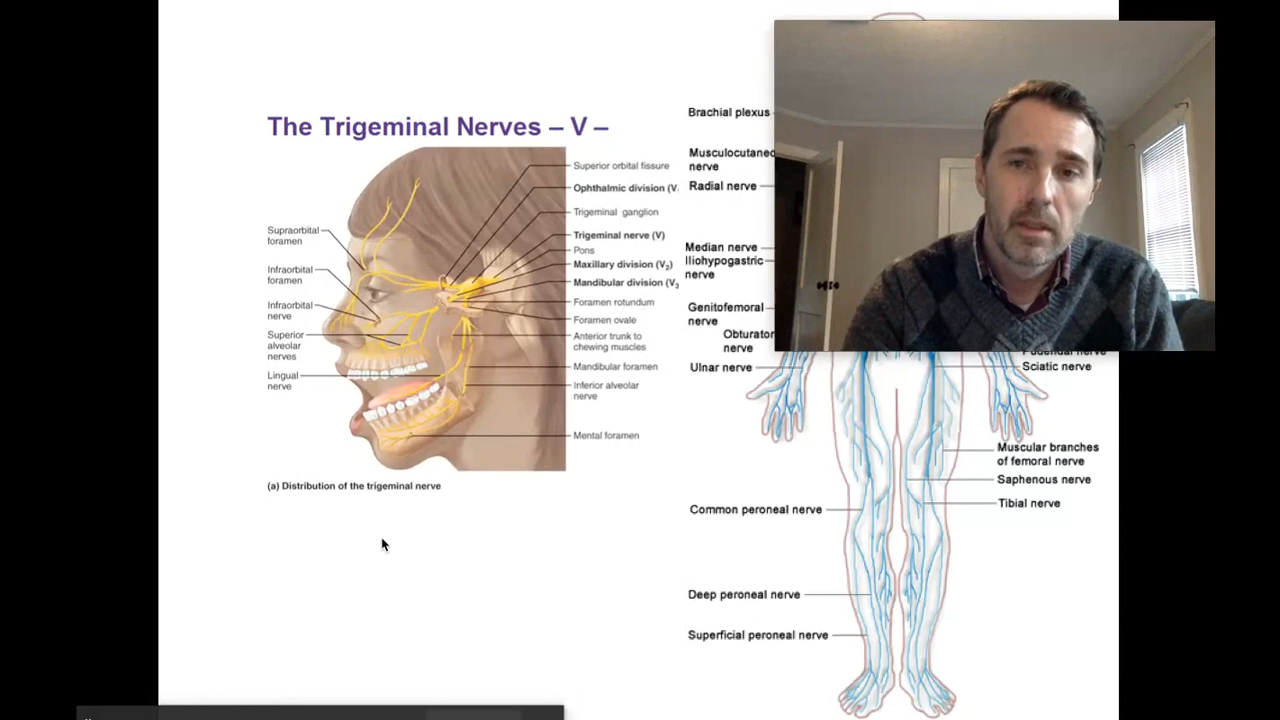 The Trigeminal Nerves – V –
Supraorbital
foramen
Infraorbital
foramen
Infraorbital
nerve
Superior
alveolar
nerves
Lingual
nerve
Superior orbital fissure
Ophthalmic division (V
Trigeminal ganglion
Trigeminal nerve (V)
Pons
Maxillary division (V₂)
Mandibular division (V₃
Foramen rotundum
Foramen ovale
Anterior trunk to
chewing muscles
Mandibular foramen
Inferior alveolar
nerve
Mental foramen
(a) Distribution of the trigeminal nerve
Brachial plexus
Musculocutaneo
nerve
Radial nerve
Median nerve
Iliohypogastric
nerve
Genitofemoral
nerve
Obturator
nerve
Ulnar nerve
Common peroneal nerve
Deep peroneal nerve
Superficial peroneal nerve
Pudendal nerve
Sciatic nerve
Muscular branches
of femoral nerve
Saphenous nerve
Tibial nerve